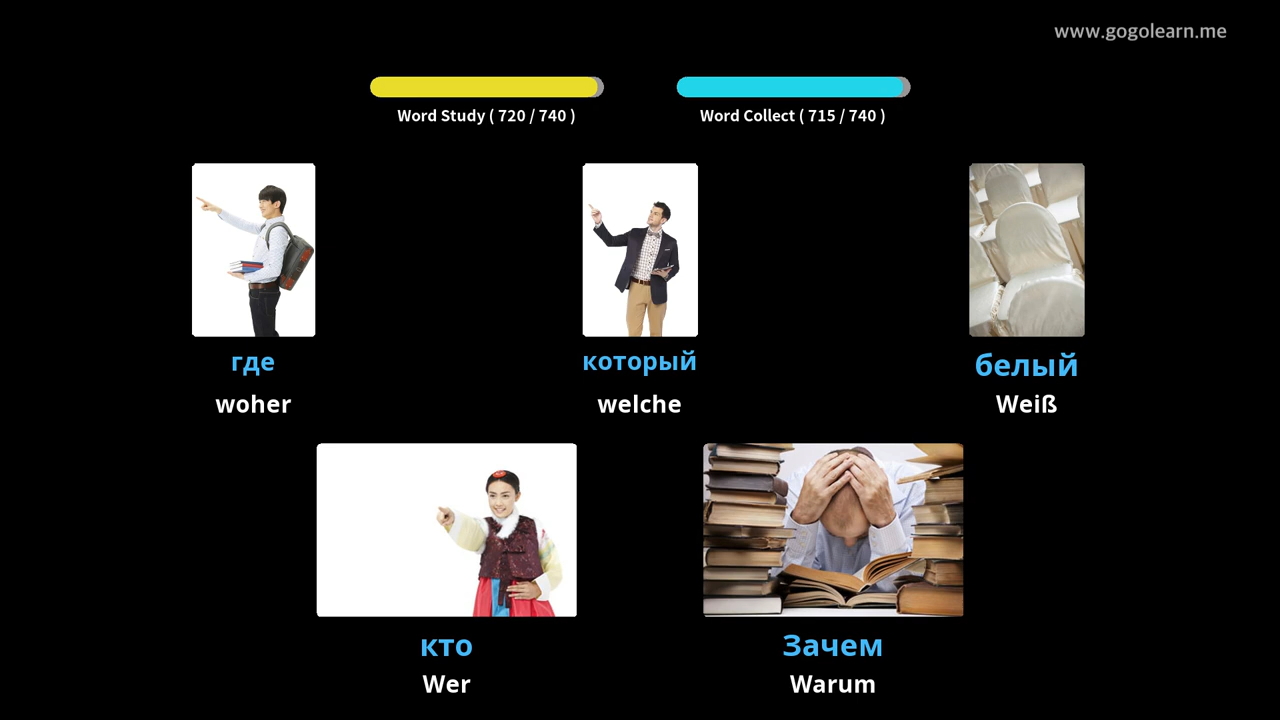 www.gogolearn.me
Word Study ( 720 / 740 )
Word Collect ( 715 / 740 )
где
woher
который
welche
белый
Weiß
кто
Wer
Зачем
Warum